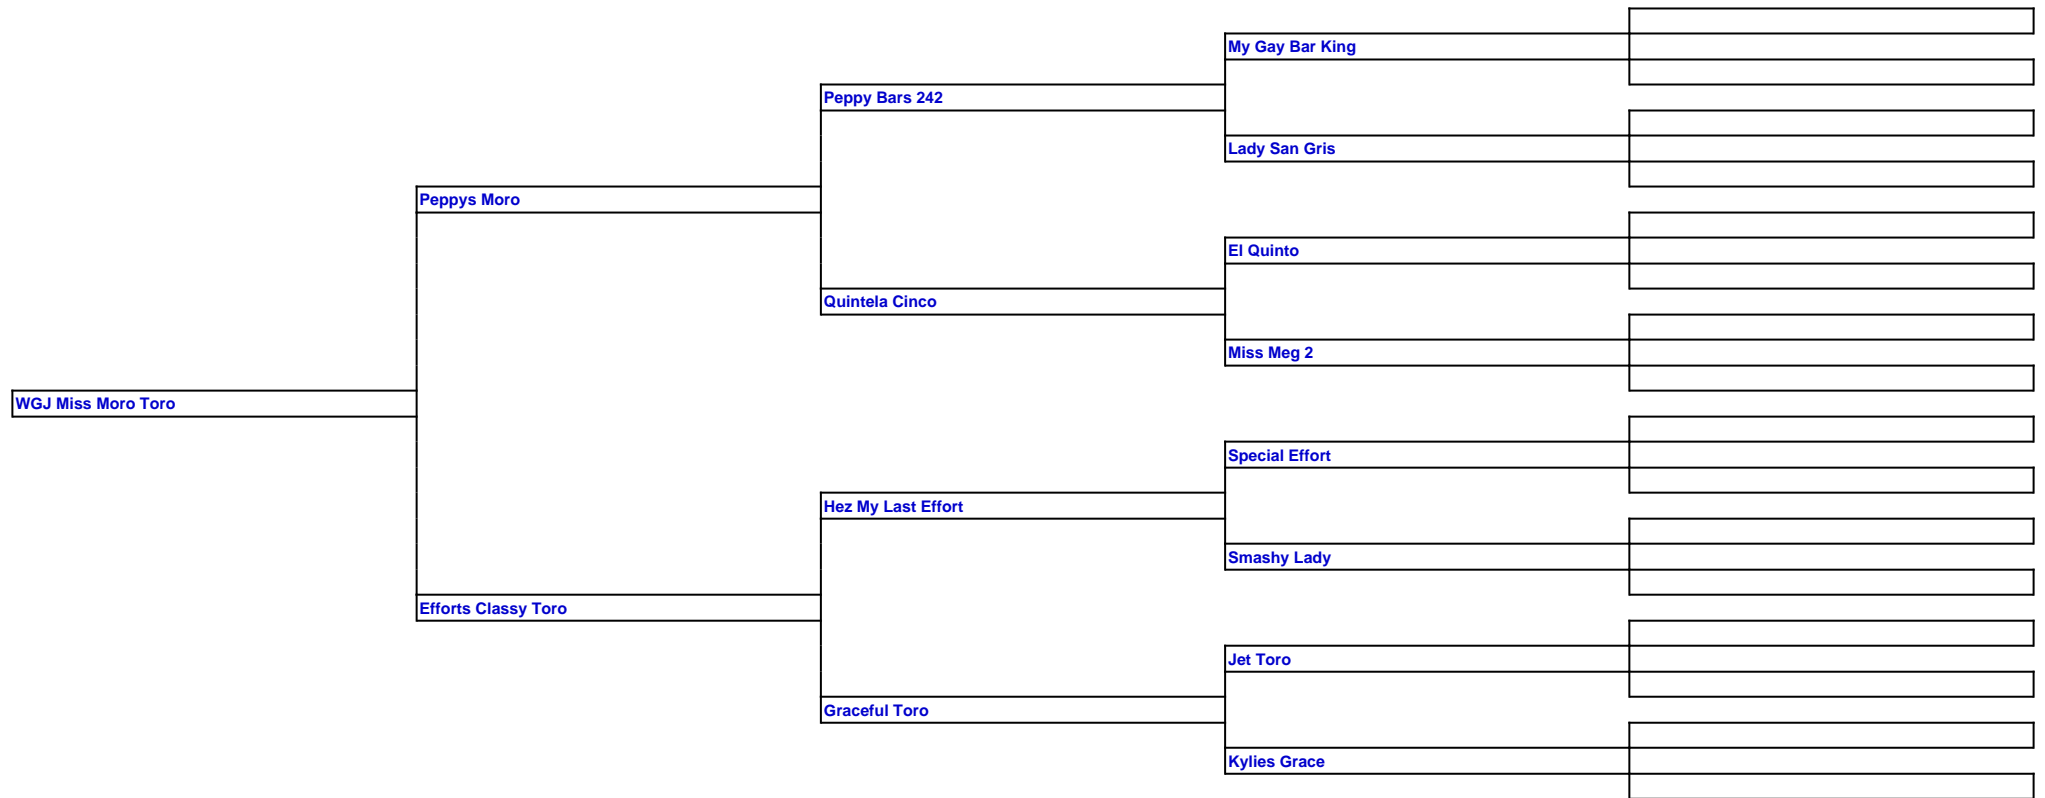 My Gay Bar King
Peppy Bars 242
Lady San Gris
Peppys Moro
El Quinto
Quintela Cinco
Miss Meg 2
WGJ Miss Moro Toro
Special Effort
Hez My Last Effort
Smashy Lady
Efforts Classy Toro
Jet Toro
Graceful Toro
Kylies Grace